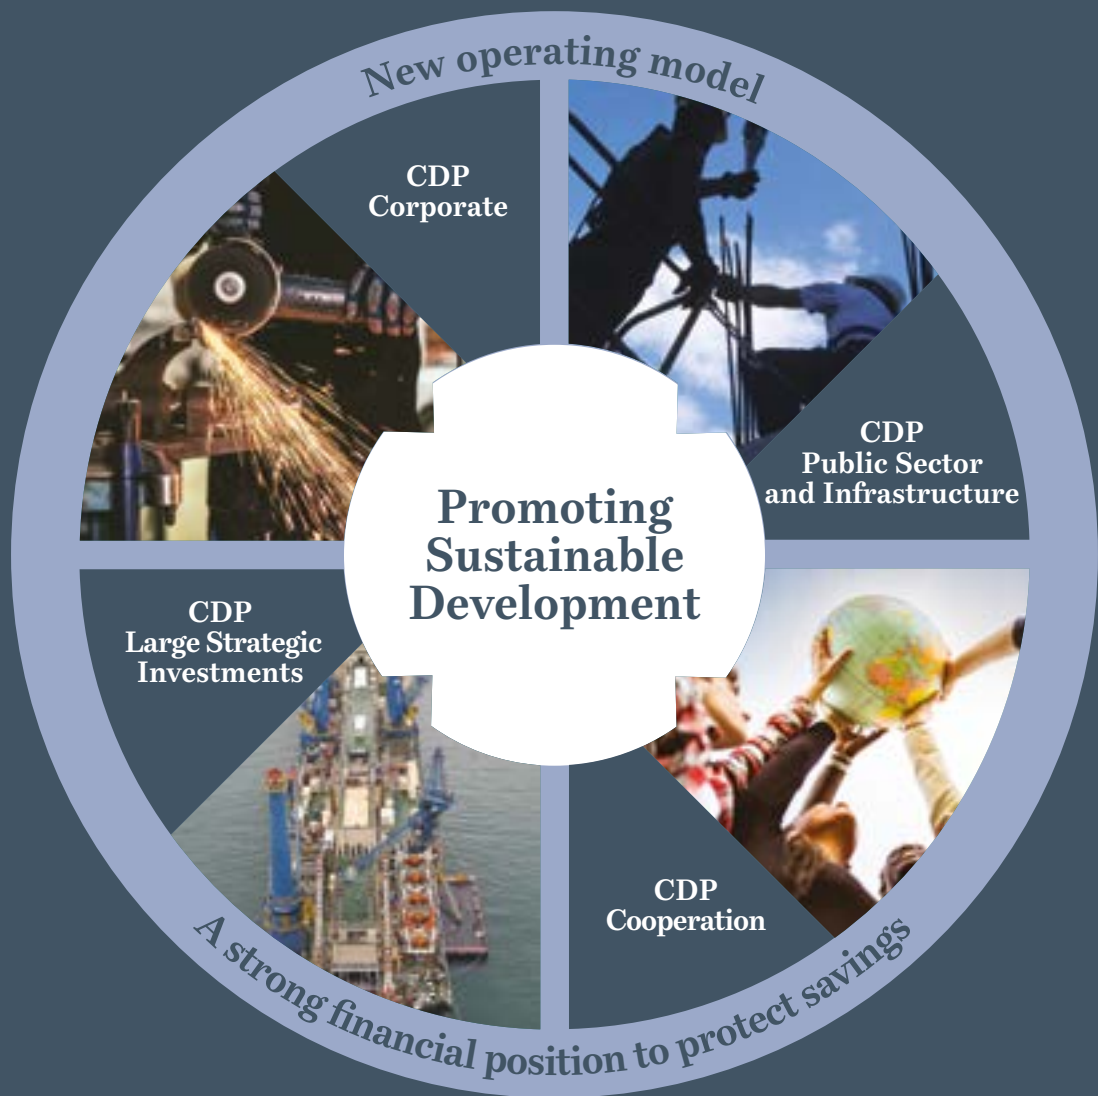 New operating model
CDP
Corporate
CDP
Public Sector
and Infrastructure
Promoting
Sustainable
Development
CDP
Large Strategic
Investments
CDP
Cooperation
A strong financial position to protect savings